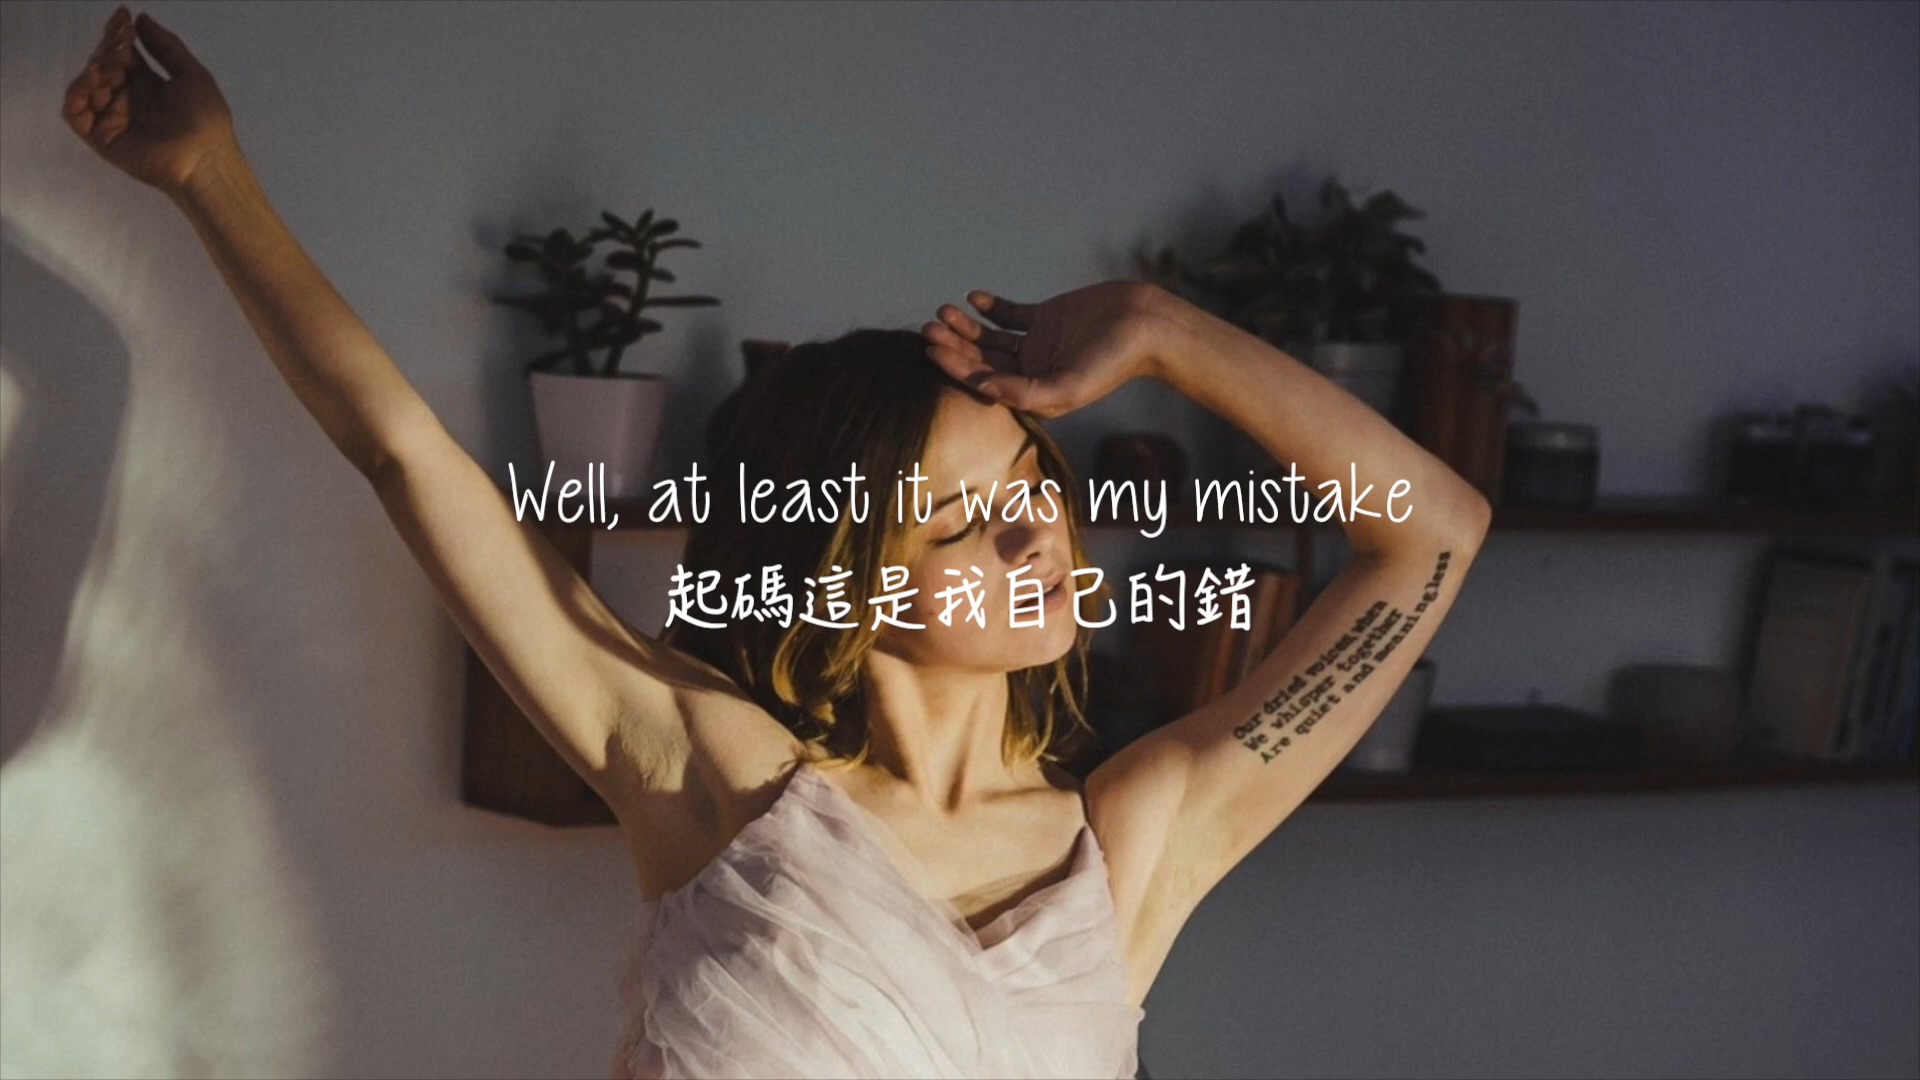 Well, at least it was my mistake
起碼這是我自己的錯
Our dried voices when
We whisper together
Are quiet and meaningless